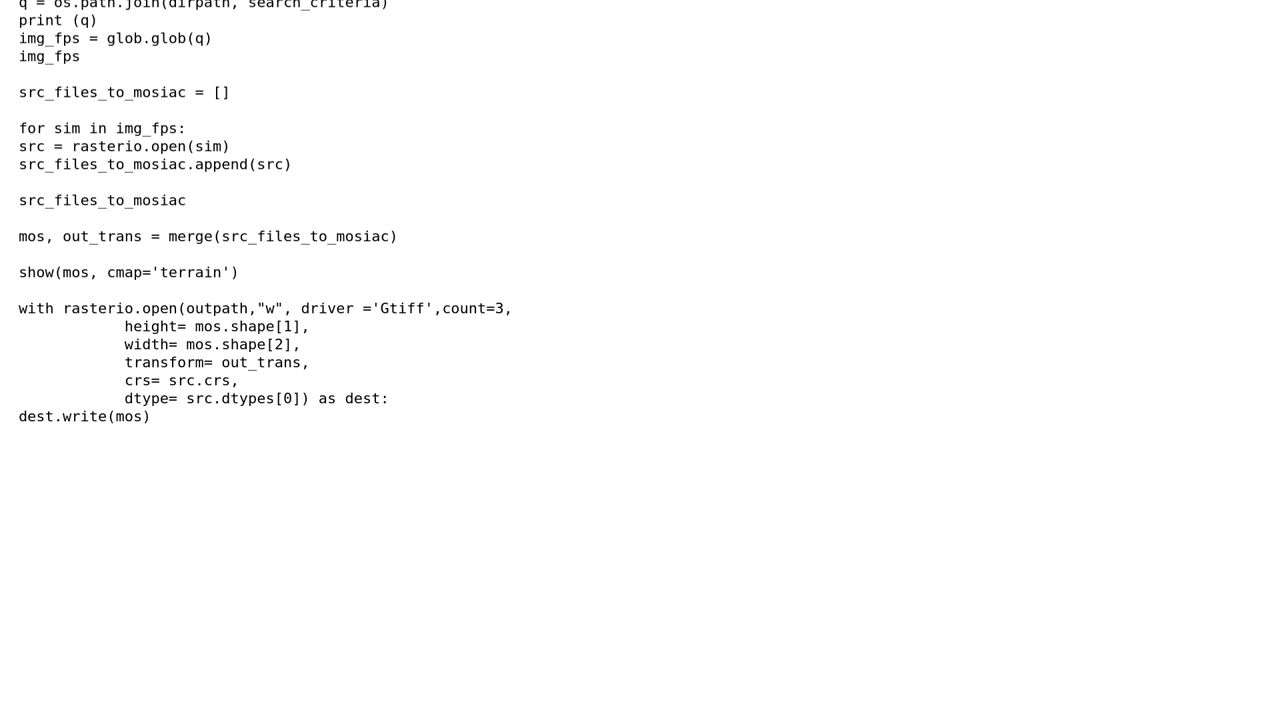 q = os.path.join(dirpath, search_criteria)
print (q)
img_fps = glob.glob(q)
img_fps

src_files_to_mosiac = []

for sim in img_fps:
src = rasterio.open(sim)
src_files_to_mosiac.append(src)

src_files_to_mosiac

mos, out_trans = merge(src_files_to_mosiac)

show(mos, cmap='terrain')

with rasterio.open(outpath,"w", driver ='Gtiff',count=3,
            height= mos.shape[1],
            width= mos.shape[2],
            transform= out_trans,
            crs= src.crs,
            dtype= src.dtypes[0]) as dest:
dest.write(mos)